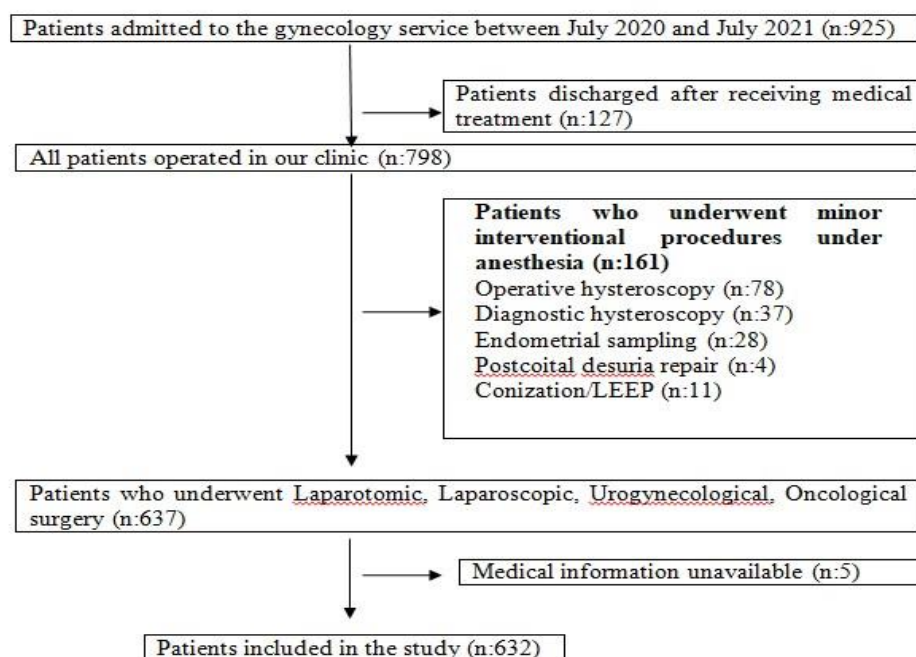 Patients admitted to the gynecology service between July 2020 and July 2021 (n:925)
Patients discharged after receiving medical
treatment (n:127)
All patients operated in our clinic (n:798)
Patients who underwent minor
interventional procedures under
anesthesia (n:161)
Operative hysteroscopy (n:78)
Diagnostic hysteroscopy (n:37)
Endometrial sampling (n:28)
Postcoital desuria repair (n:4)
Conization/LEEP (n:11)
Patients who underwent Laparotomic, Laparoscopic, Urogynecological, Oncological
surgery (n:637)
Medical information unavailable (n:5)
Patients included in the study (n:632)